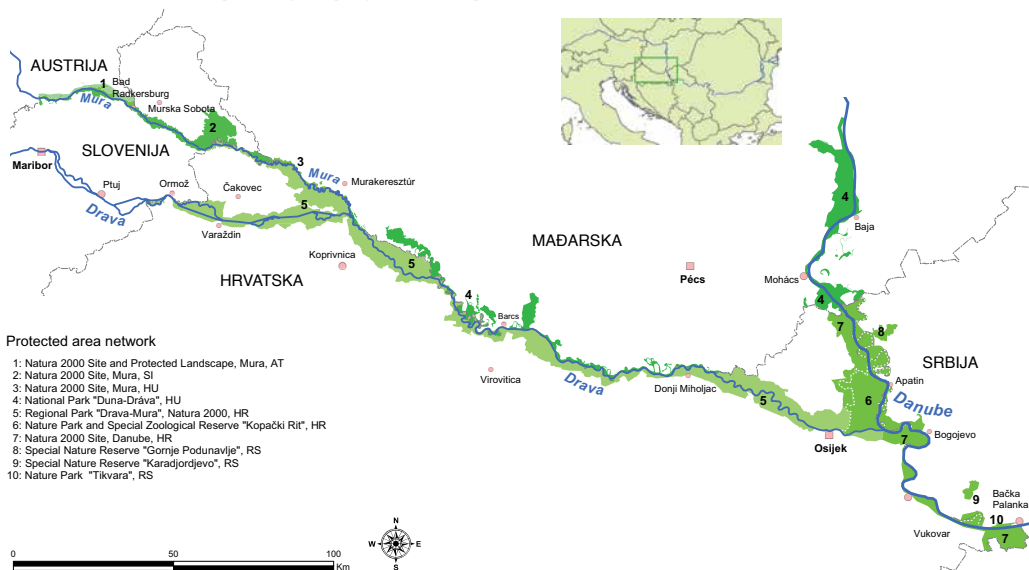 AUSTRIJA
1
Bad
Radkersburg
Mura
Murska Sobota
2
SLOVENIJA
Maribor
3
Mura
Murakeresztúr
Ptuj
Ormož
Čakovec
5
Drava
Varaždin
4
Baja
MAĐARSKA
Koprivnica
5
Pécs
HRVATSKA
Mohács
4
4
Barcs
7
8
Protected area network
SRBIJA
1: Natura 2000 Site and Protected Landscape, Mura, AT
2: Natura 2000 Site, Mura, SI
3: Natura 2000 Site, Mura, HU
4: National Park "Duna-Dráva", HU
5: Regional Park "Drava-Mura", Natura 2000, HR
6: Nature Park and Special Zoological Reserve "Kopački Rit", HR
7: Natura 2000 Site, Danube, HR
8: Special Nature Reserve "Gornje Podunavlje", RS
9: Special Nature Reserve "Karadjordjevo", RS
10: Nature Park "Tikvara", RS
Virovitica
Drava
Donji Miholjac
Apatin
5
6
Danube
Osijek
7
Bogojevo
9
Bačka
Palanka
10
Vukovar
7
N
W
E
S
0
50
100
Km